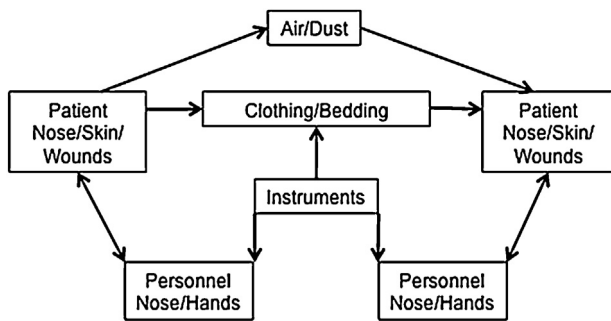 Air/Dust
Patient
Nose/Skin/
Wounds
Clothing/Bedding
Patient
Nose/Skin/
Wounds
Instruments
Personnel
Nose/Hands
Personnel
Nose/Hands